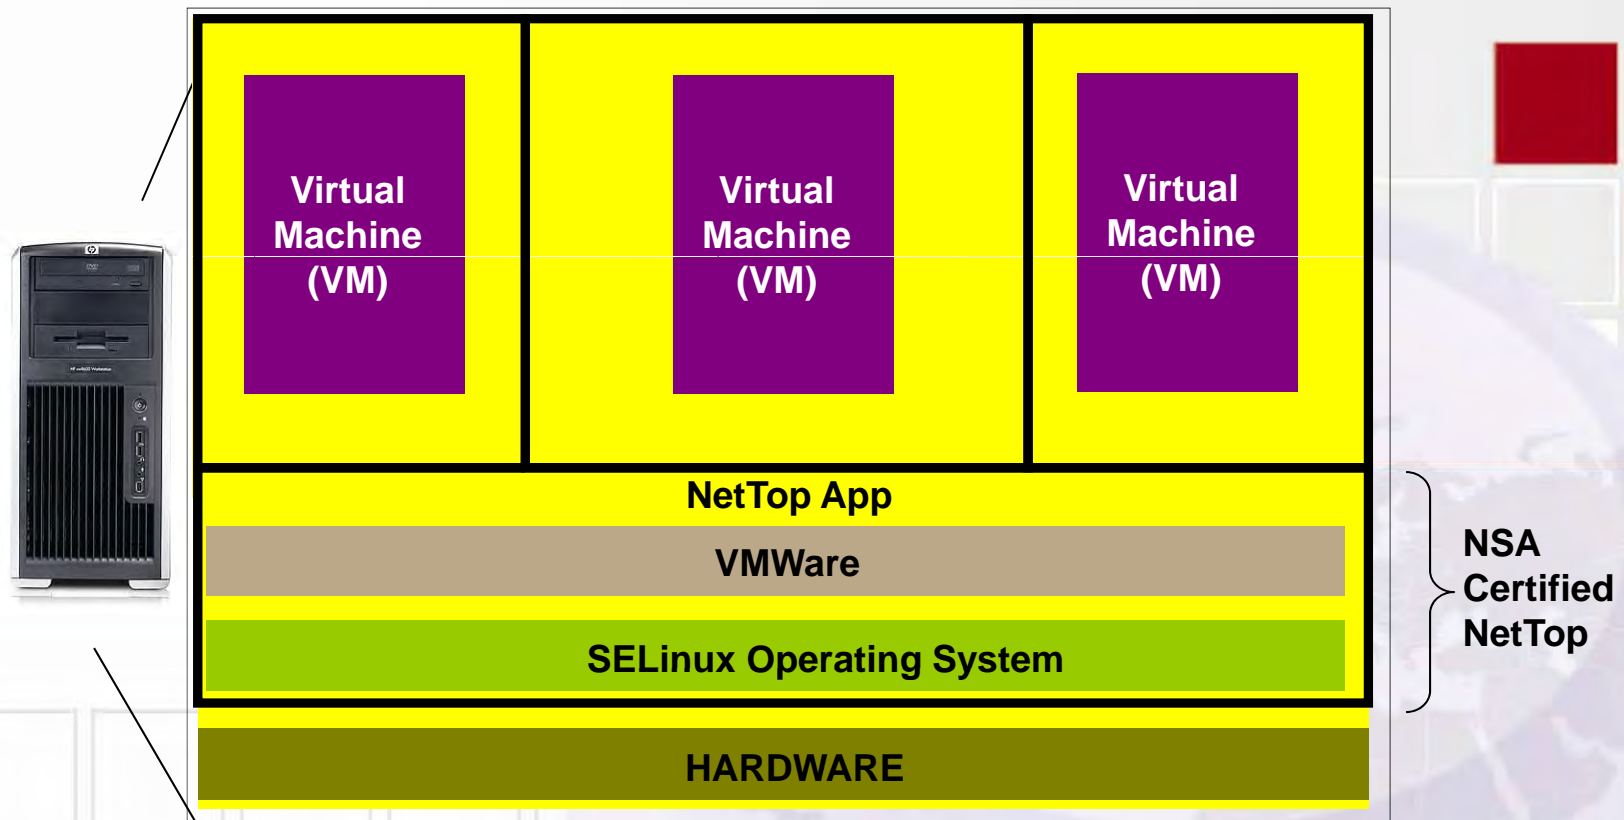 Virtual
Machine
(VM)
Virtual
Machine
(VM)
Virtual
Machine
(VM)
hp
NetTop App
VMWare
SELinux Operating System
HARDWARE
NSA
Certified
NetTop